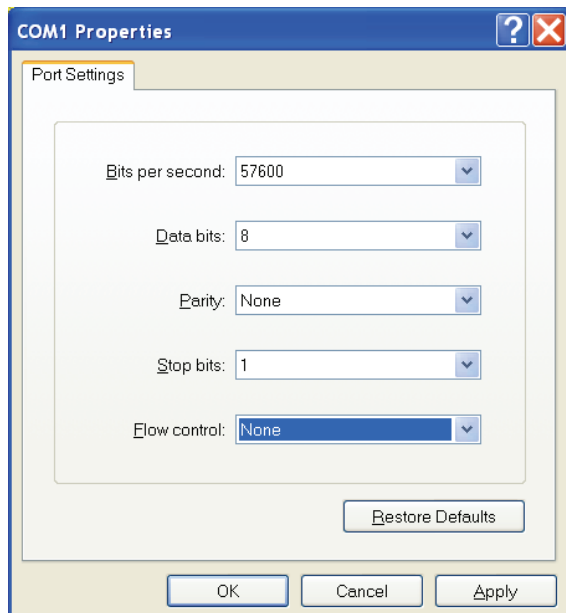 COM1 Properties
Port Settings
Bits per second: 57600
Data bits: 8
Parity: None
Stop bits: 1
Flow control: None
Restore Defaults
OK Cancel Apply